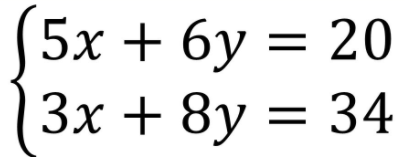 5x + 6y = 20
3x + 8y = 34